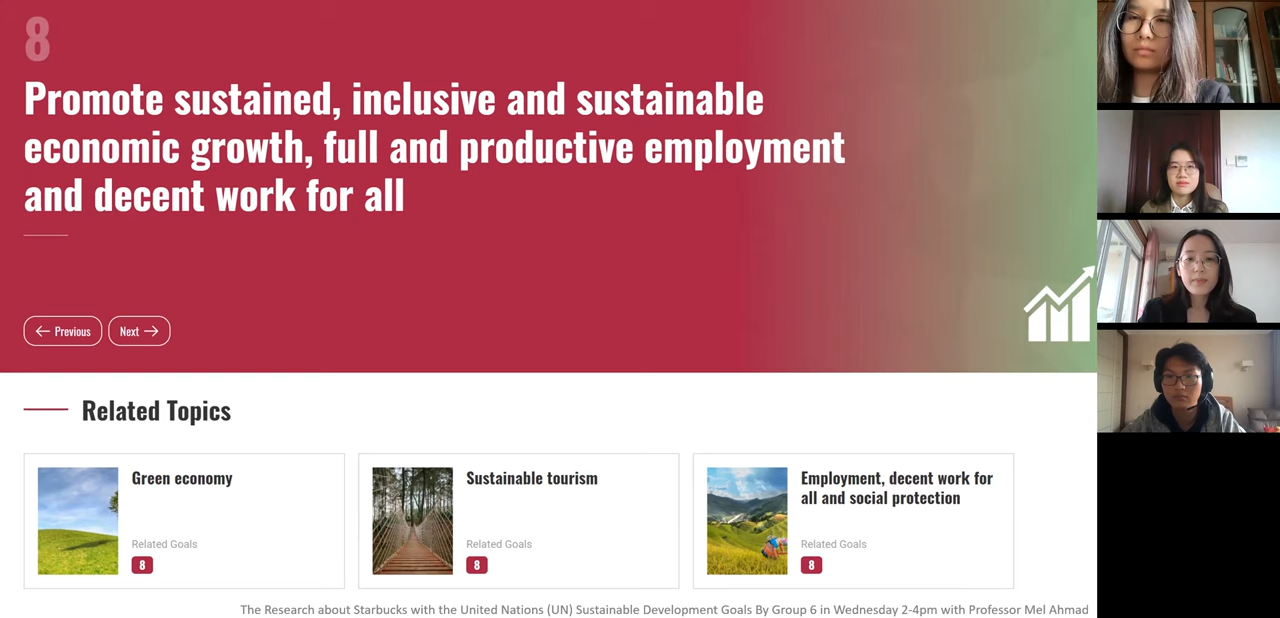 8
Promote sustained, inclusive and sustainable
economic growth, full and productive employment
and decent work for all
← Previous
Next →
Related Topics
Green economy
Related Goals
8
Sustainable tourism
Related Goals
8
Employment, decent work for
all and social protection
Related Goals
8
The Research about Starbucks with the United Nations (UN) Sustainable Development Goals By Group 6 in Wednesday 2-4pm with Professor Mel Ahmad